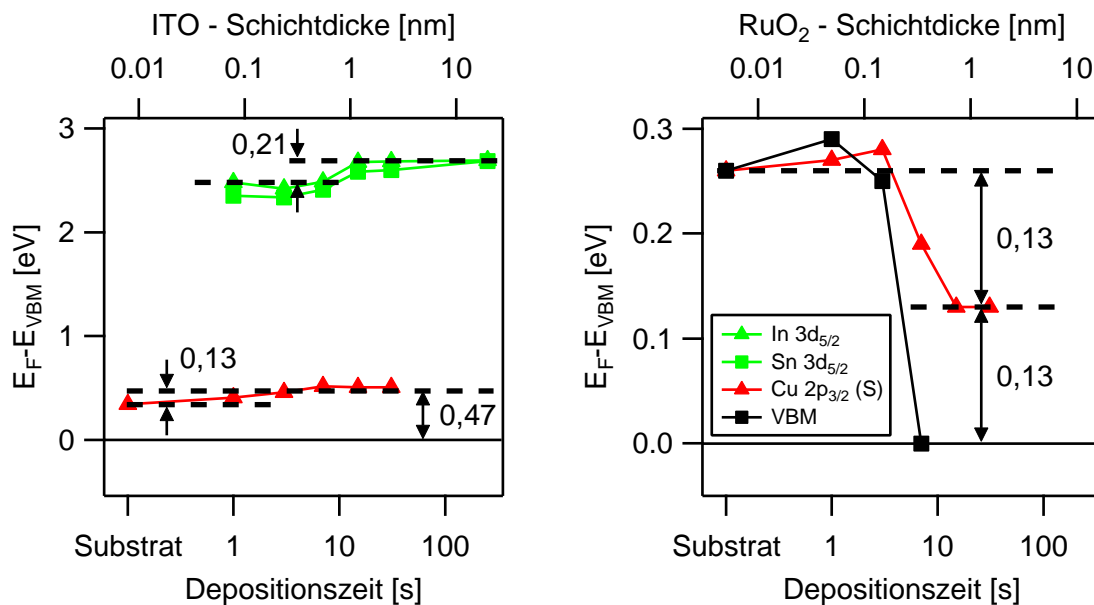 ITO - Schichtdicke [nm]
0.01 0.1 1 10
3
2
1
0
E_F-E_VBM [eV]
0,21
0,13
0,47
Substrat 1 10 100
Depositionszeit [s]
RuO₂ - Schichtdicke [nm]
0.01 0.1 1 10
0.3
0.2
0.1
0.0
E_F-E_VBM [eV]
0,13
0,13
In 3d₅/₂
Sn 3d₅/₂
Cu 2p₃/₂ (S)
VBM
Substrat 1 10 100
Depositionszeit [s]